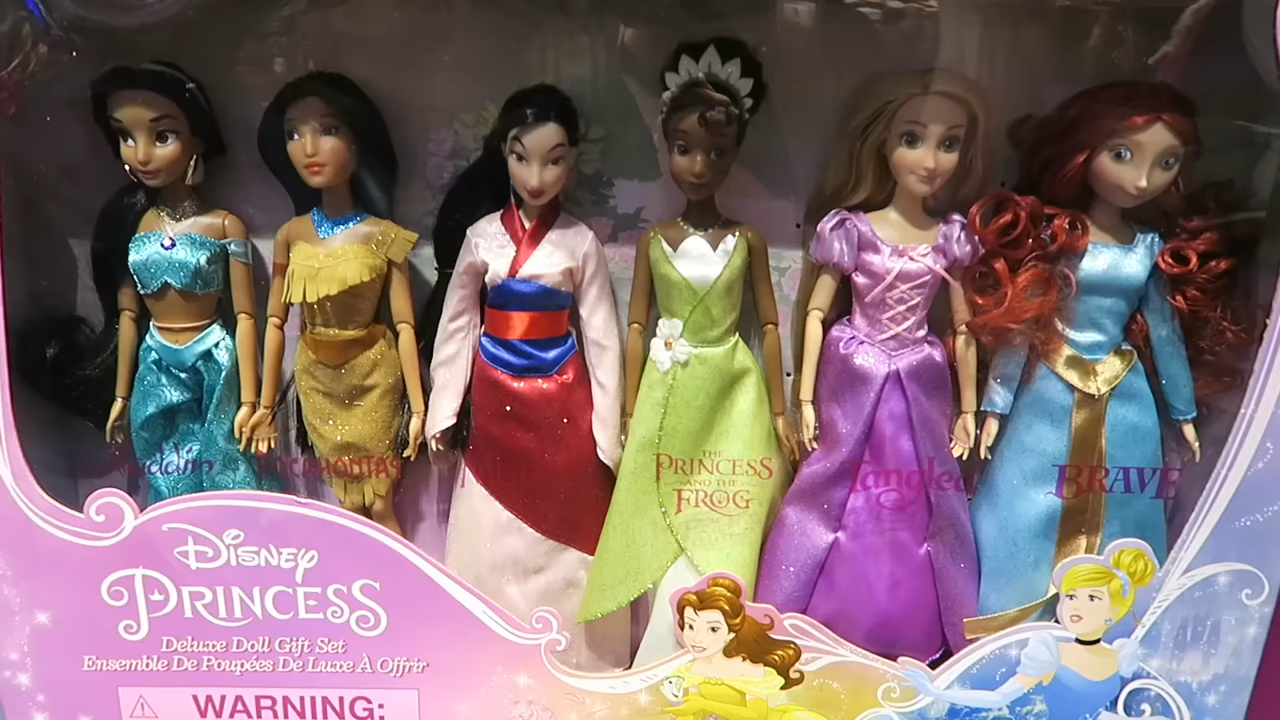 Aladdin
POCAHONTAS
THE
PRINCESS
AND THE
FROG
Tangled
BRAVE
Disney
PRINCESS
Deluxe Doll Gift Set
Ensemble De Poupées De Luxe À Offrir
WARNING: